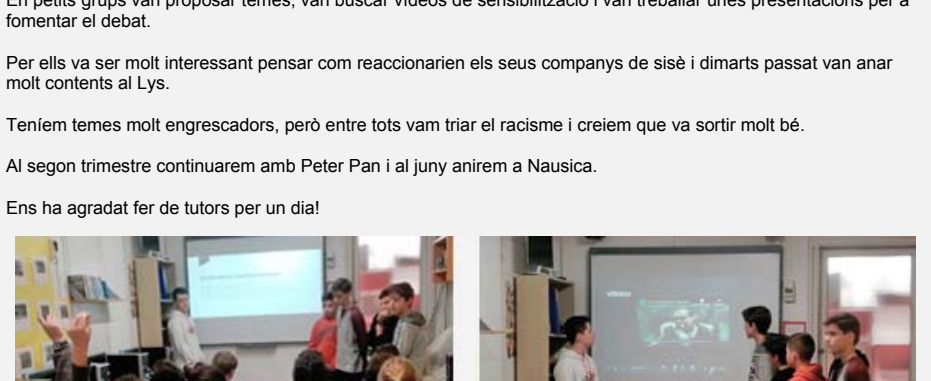 En petits grups van proposar temes, van buscar vídeos de sensibilització i van treballar unes presentacions per a
fomentar el debat.
Per ells va ser molt interessant pensar com reaccionarien els seus companys de sisè i dimarts passat van anar
molt contents al Lys.
Teníem temes molt engrescadors, però entre tots vam triar el racisme i creiem que va sortir molt bé.
Al segon trimestre continuarem amb Peter Pan i al juny anirem a Nausica.
Ens ha agradat fer de tutors per un dia!